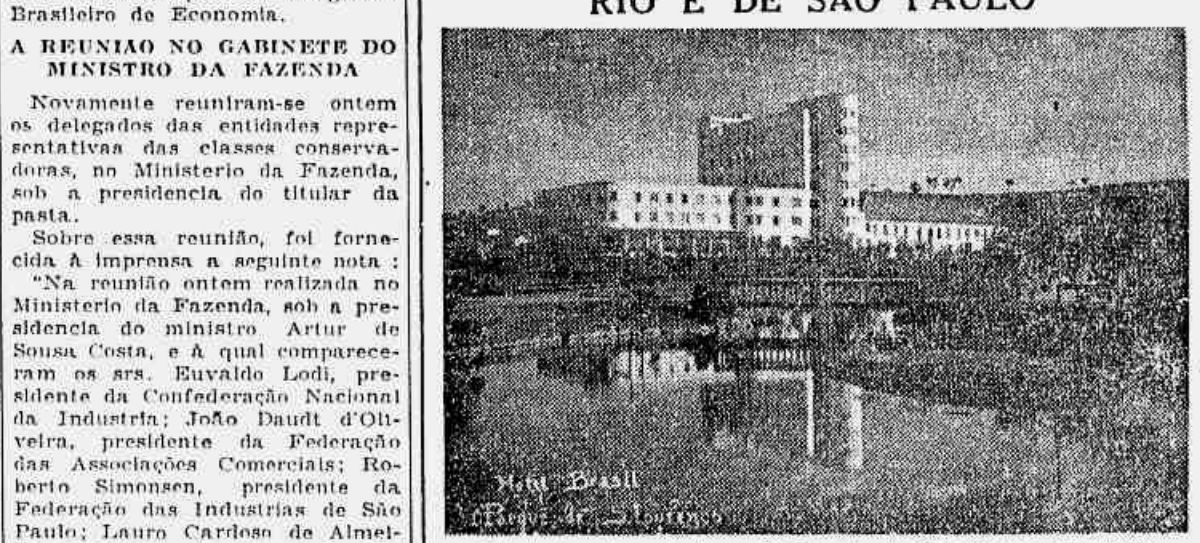 Brasileiro de Economia.
A REUNIAO NO GABINETE DO
MINISTRO DA FAZENDA
Novamente reuniram-se ontem
os delegados das entidades repre-
sentativas das classes conserva-
doras, no Ministerio da Fazenda,
sob a presidencia do titular da
pasta.
Sobre essa reunião, foi forne-
cida à imprensa a seguinte nota :
"Na reunião ontem realizada no
Ministerio da Fazenda, sob a pre-
sidencia do ministro Artur de
Sousa Costa, e à qual comparece-
ram os srs. Euvaldo Lodi, pre-
sidente da Confederação Nacional
da Industria; João Daudt d'Oli-
veira, presidente da Federação
das Associações Comerciais; Ro-
berto Simonsen, presidente da
Federação das Industrias de São
Paulo; Lauro Cardoso de Almei-
RIO E DE SÃO PAULO
Hotel Brasil
Parque de S. Lourenço